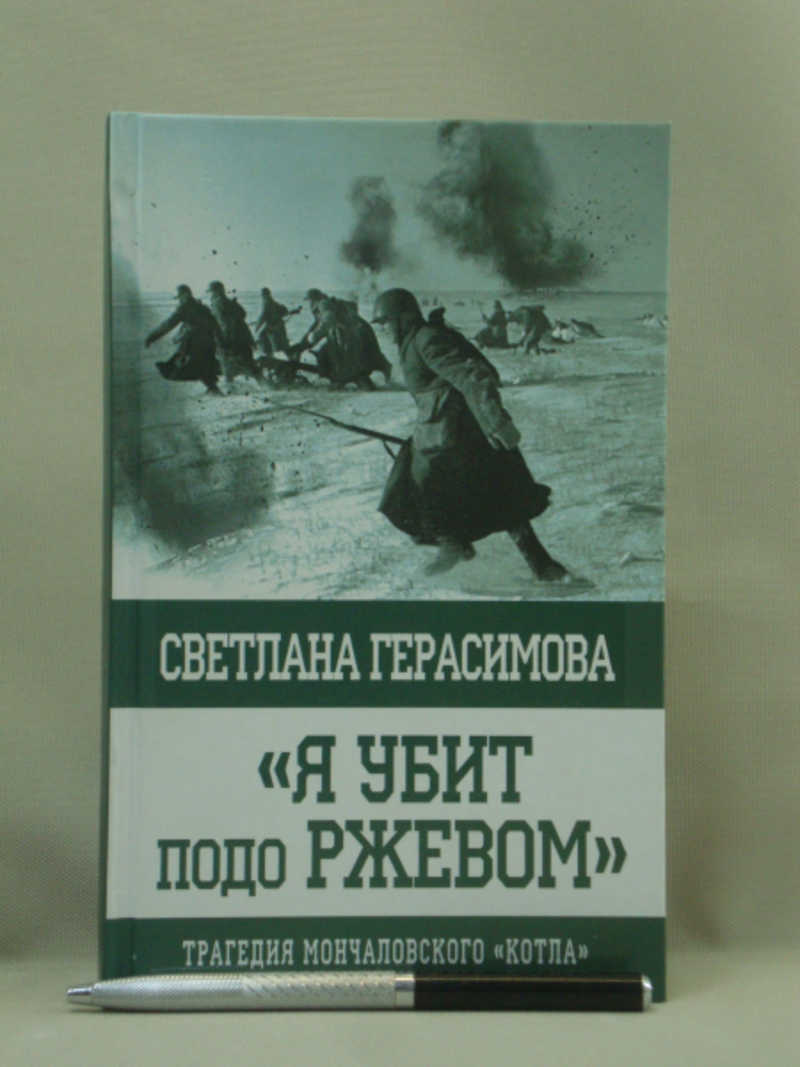 СВЕТЛАНА ГЕРАСИМОВА
«Я УБИТ
ПОДО РЖЕВОМ»
ТРАГЕДИЯ МОНЧАЛОВСКОГО «КОТЛА»